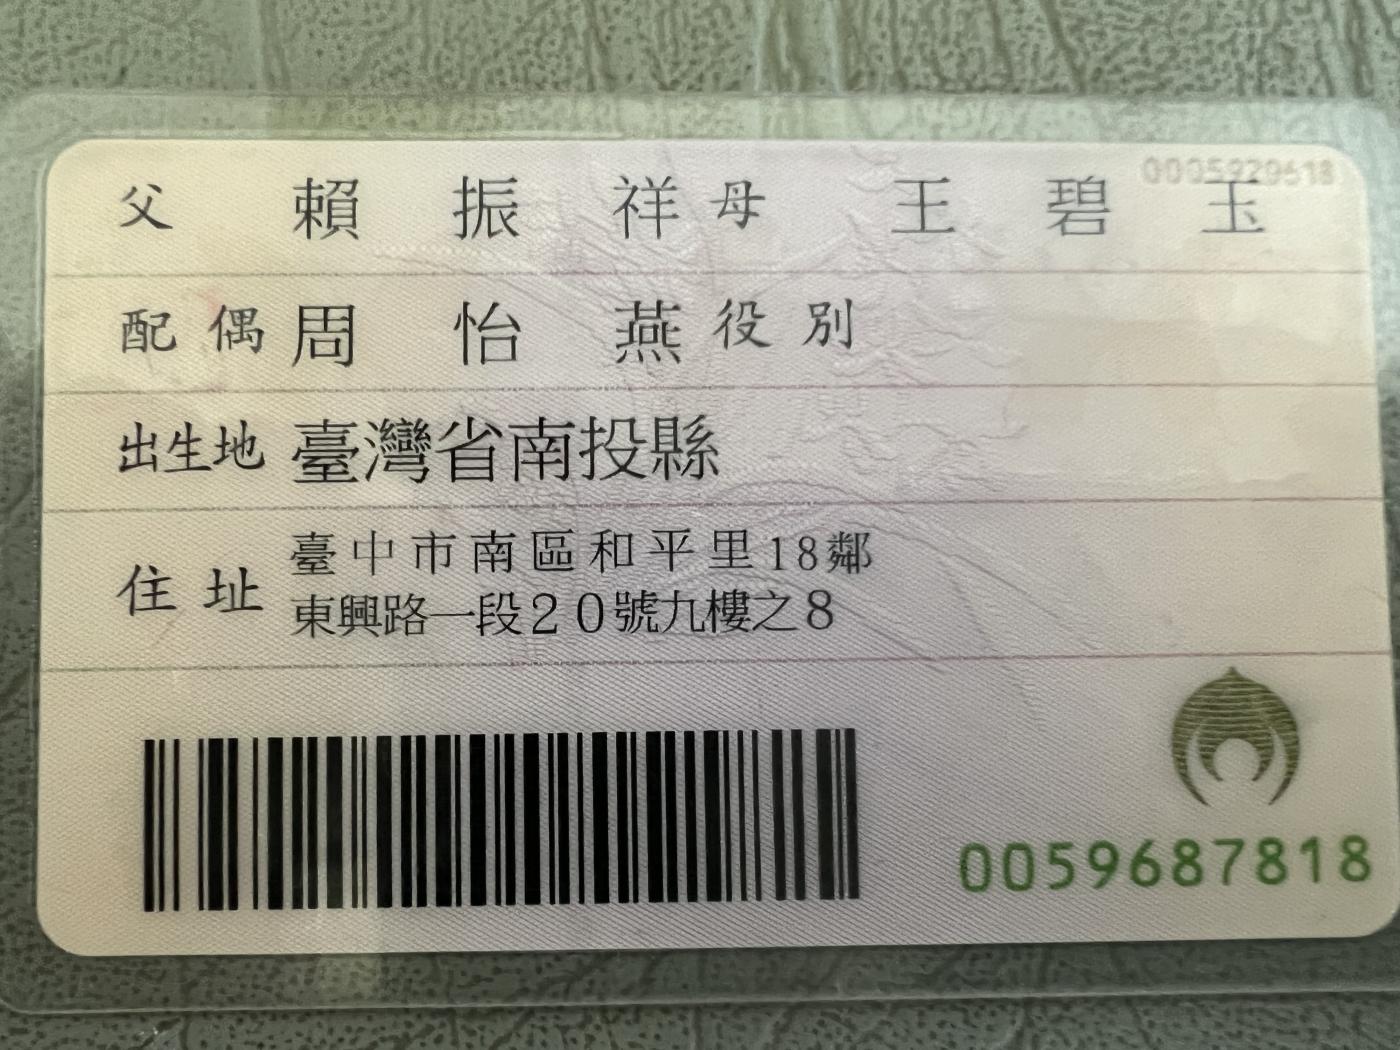 0005929618
父 賴振祥 母 王碧玉
配偶 周怡燕 役別
出生地 臺灣省南投縣
住址 臺中市南區和平里18鄰
東興路一段20號九樓之8
0059687818